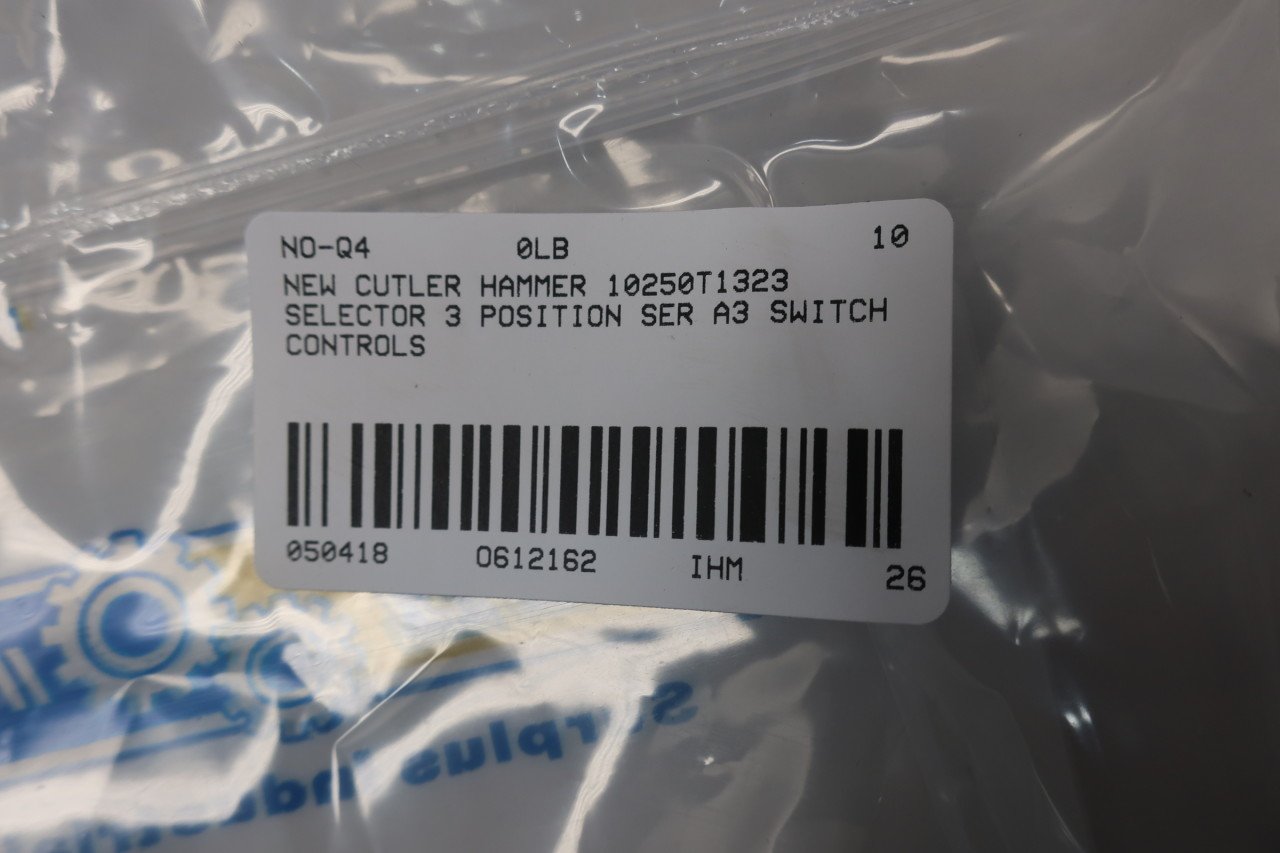 NO-Q4 0LB 10
NEW CUTLER HAMMER 10250T1323
SELECTOR 3 POSITION SER A3 SWITCH
CONTROLS
050418 0612162 IHM 26
Surplus